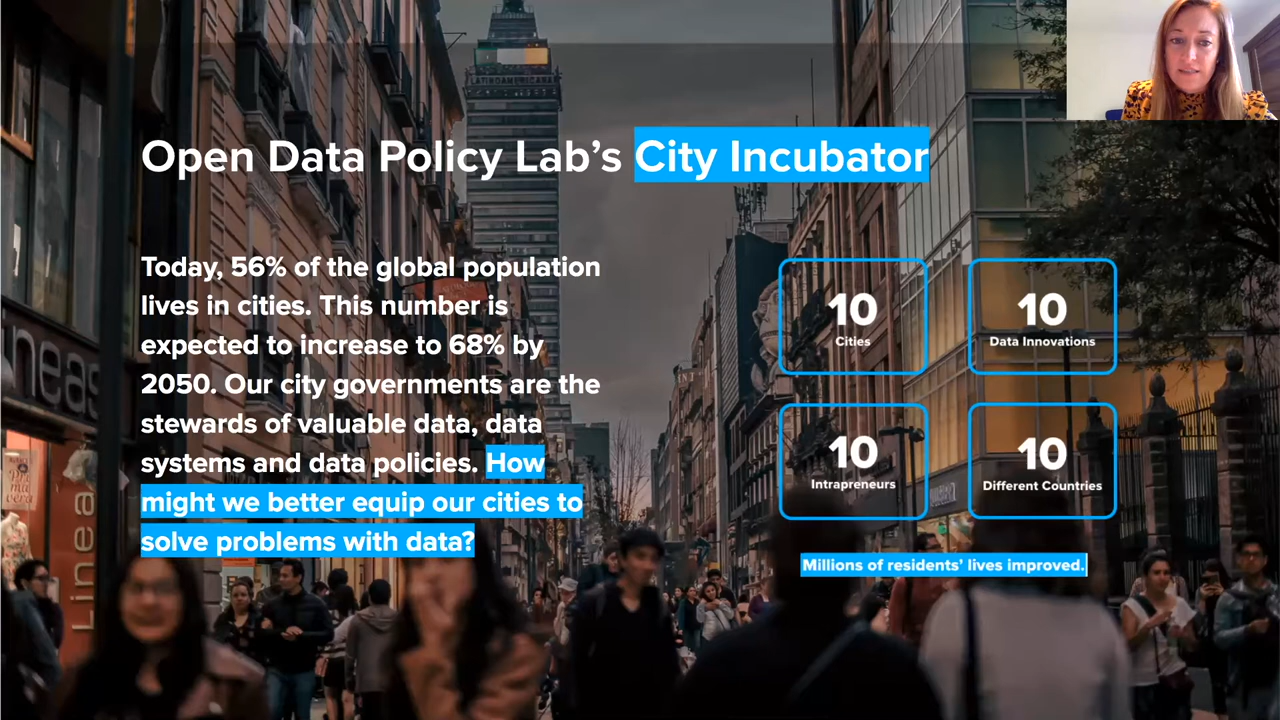 LATINOAMERICANA
Open Data Policy Lab's City Incubator
Today, 56% of the global population
lives in cities. This number is
expected to increase to 68% by
2050. Our city governments are the
stewards of valuable data, data
systems and data policies. How
might we better equip our cities to
solve problems with data?
10
Cities
10
Data Innovations
10
Intrapreneurs
10
Different Countries
Millions of residents' lives improved.
neas
Linea